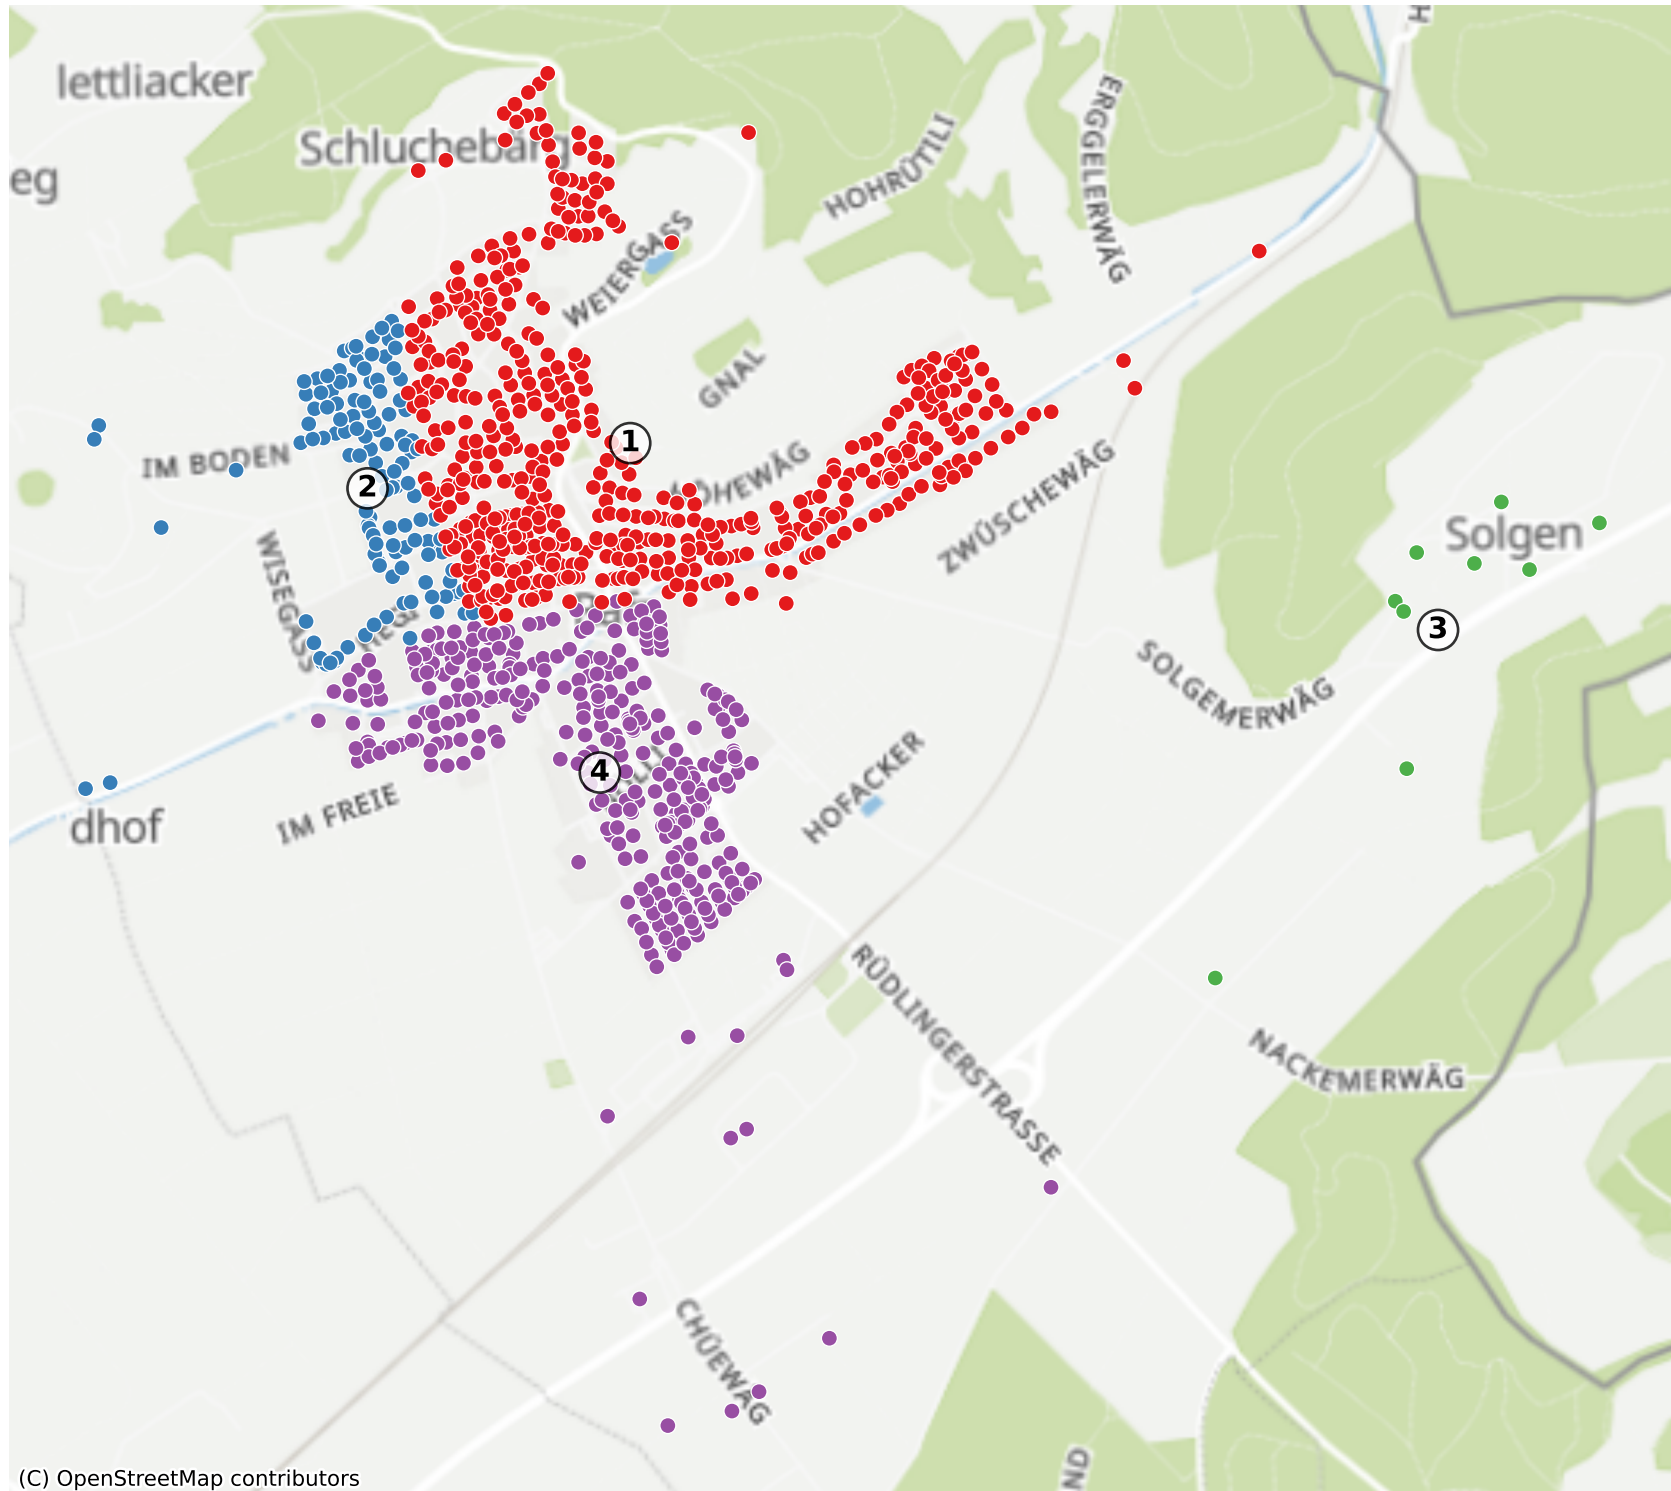 lettliacker
Schluchebärg
eg
HOHRÜTILI
ERGGELERWÄG
WEIERGASS
GNAL
IM BODEN
1
2
ZWÜSCHEWÄG
Solgen
WISEGASS
3
SOLGEMERWÄG
4
HOFACKER
IM FREIE
dhof
RÜDLINGERSTRASSE
NACKEMERWÄG
CHÜEWÄG
ND
(C) OpenStreetMap contributors